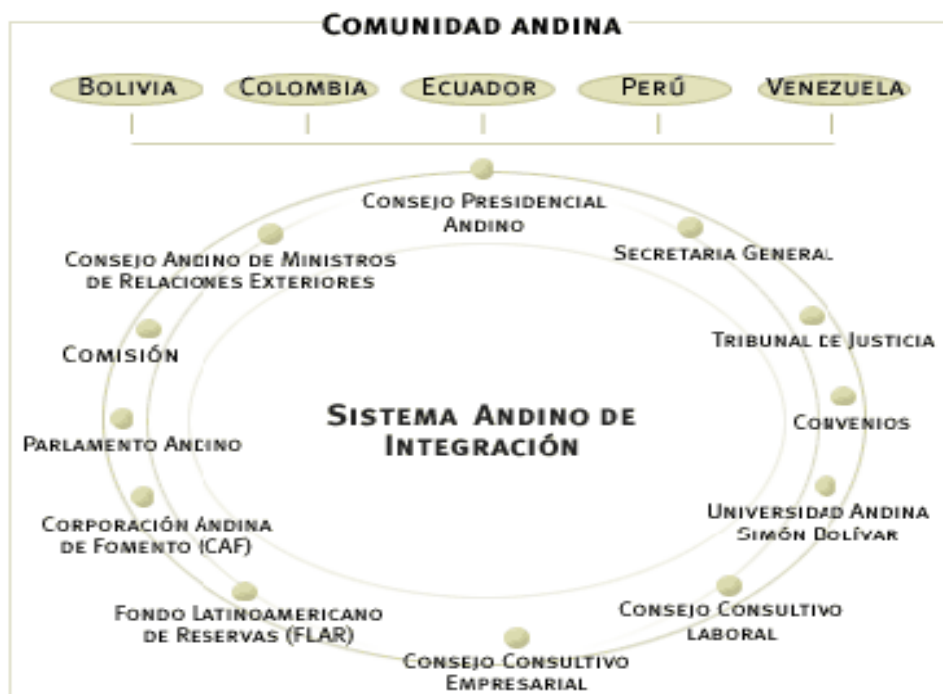 COMUNIDAD ANDINA
BOLIVIA
COLOMBIA
ECUADOR
PERÚ
VENEZUELA
CONSEJO PRESIDENCIAL
ANDINO
CONSEJO ANDINO DE MINISTROS
DE RELACIONES EXTERIORES
SECRETARIA GENERAL
COMISIÓN
TRIBUNAL DE JUSTICIA
SISTEMA ANDINO DE
INTEGRACIÓN
PARLAMENTO ANDINO
CONVENIOS
CORPORACIÓN ANDINA
DE FOMENTO (CAF)
UNIVERSIDAD ANDINA
SIMÓN BOLÍVAR
FONDO LATINOAMERICANO
DE RESERVAS (FLAR)
CONSEJO CONSULTIVO
LABORAL
CONSEJO CONSULTIVO
EMPRESARIAL